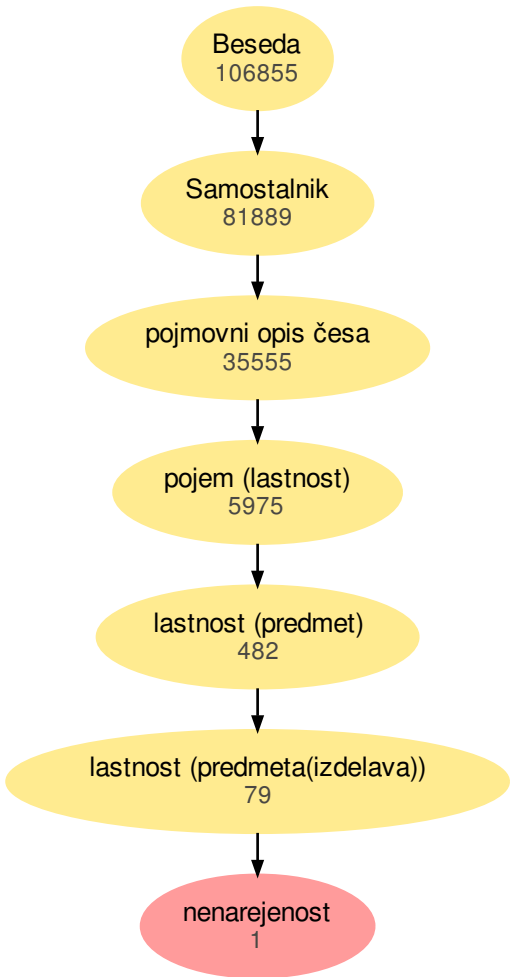 Beseda
106855
Samostalnik
81889
pojmovni opis česa
35555
pojem (lastnost)
5975
lastnost (predmet)
482
lastnost (predmeta(izdelava))
79
nenarejenost
1